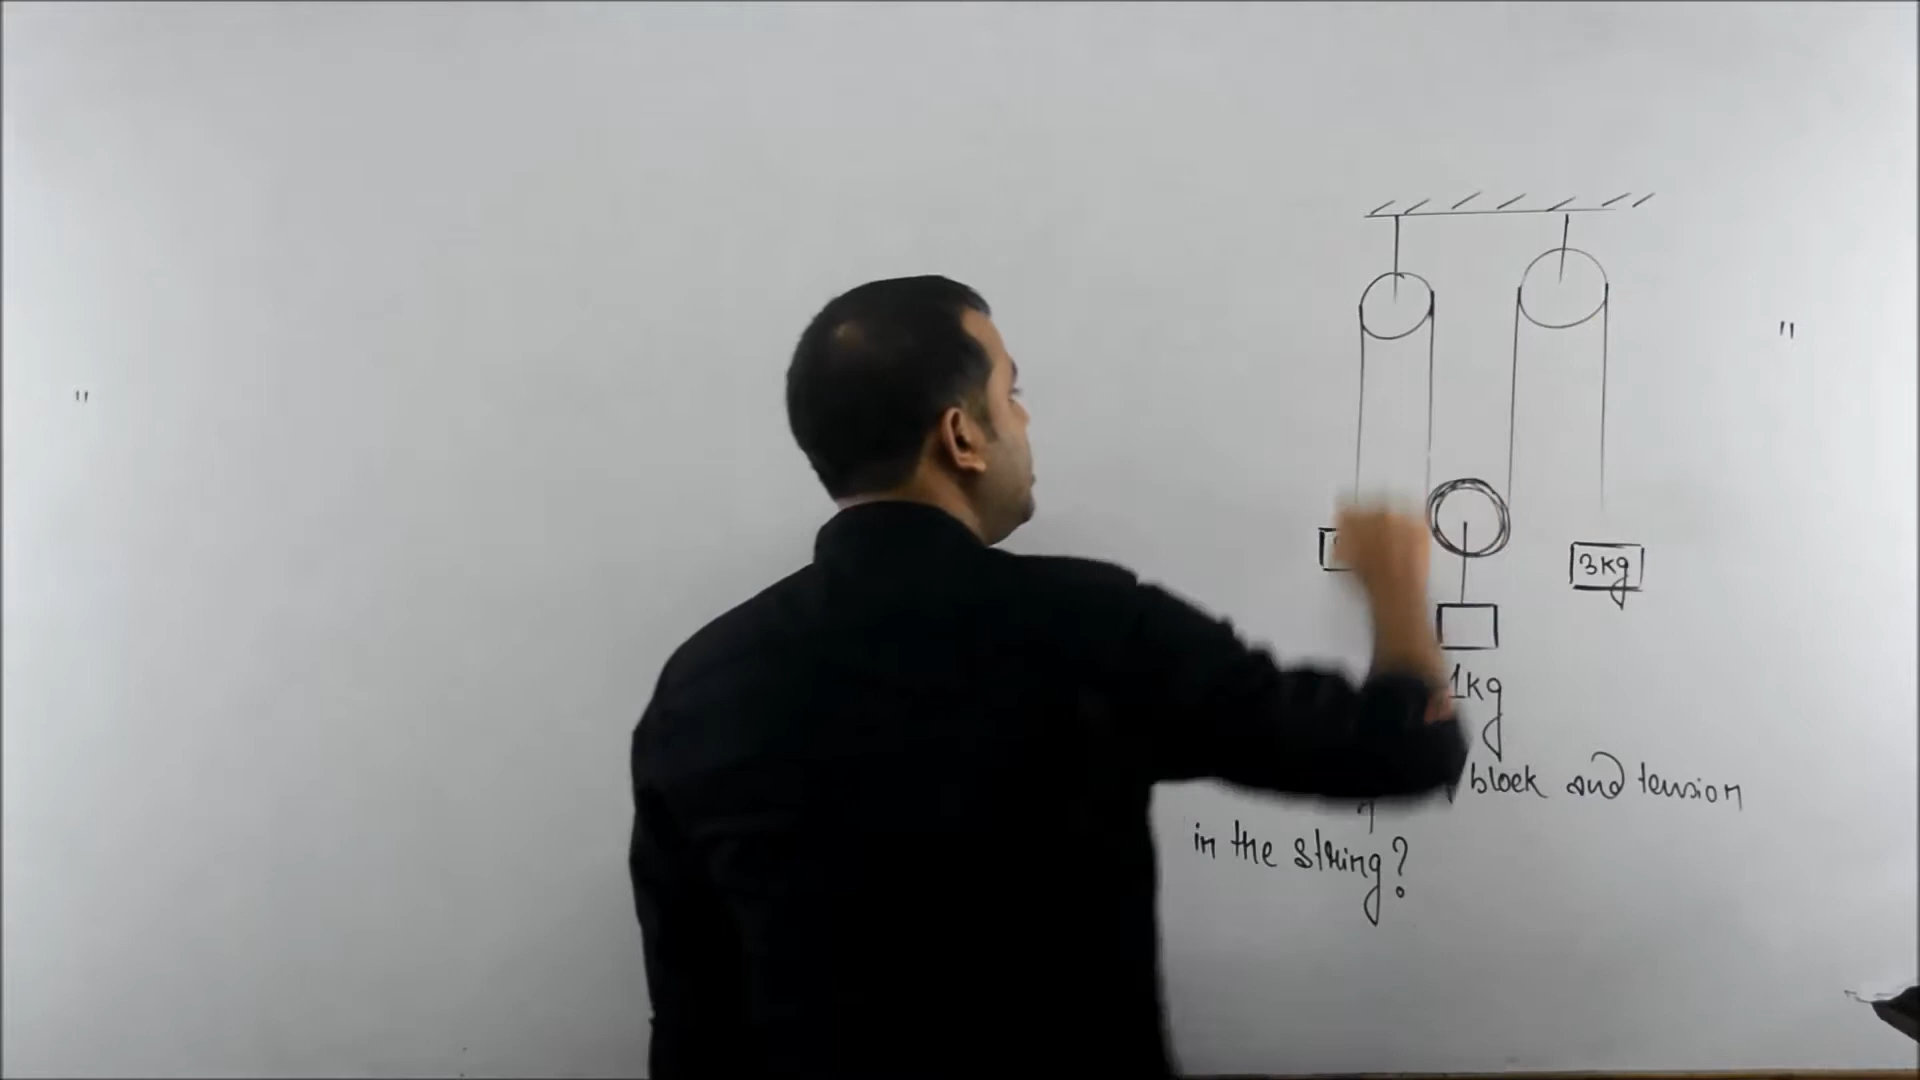 3kg
1kg
block and tension
in the string?